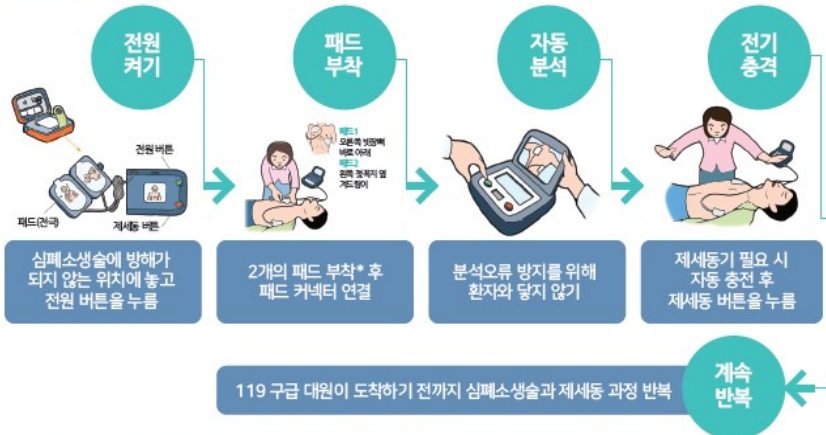 전원
켜기
패드
부착
자동
분석
전기
충격
전원 버튼
패드(전극)
제세동 버튼
패드1
오른쪽 빗장뼈
바로 아래
패드2
왼쪽 젖꼭지 옆
겨드랑이
심폐소생술에 방해가
되지 않는 위치에 놓고
전원 버튼을 누름
2개의 패드 부착* 후
패드 커넥터 연결
분석오류 방지를 위해
환자와 닿지 않기
제세동기 필요 시
자동 충전 후
제세동 버튼을 누름
119 구급 대원이 도착하기 전까지 심폐소생술과 제세동 과정 반복
계속
반복